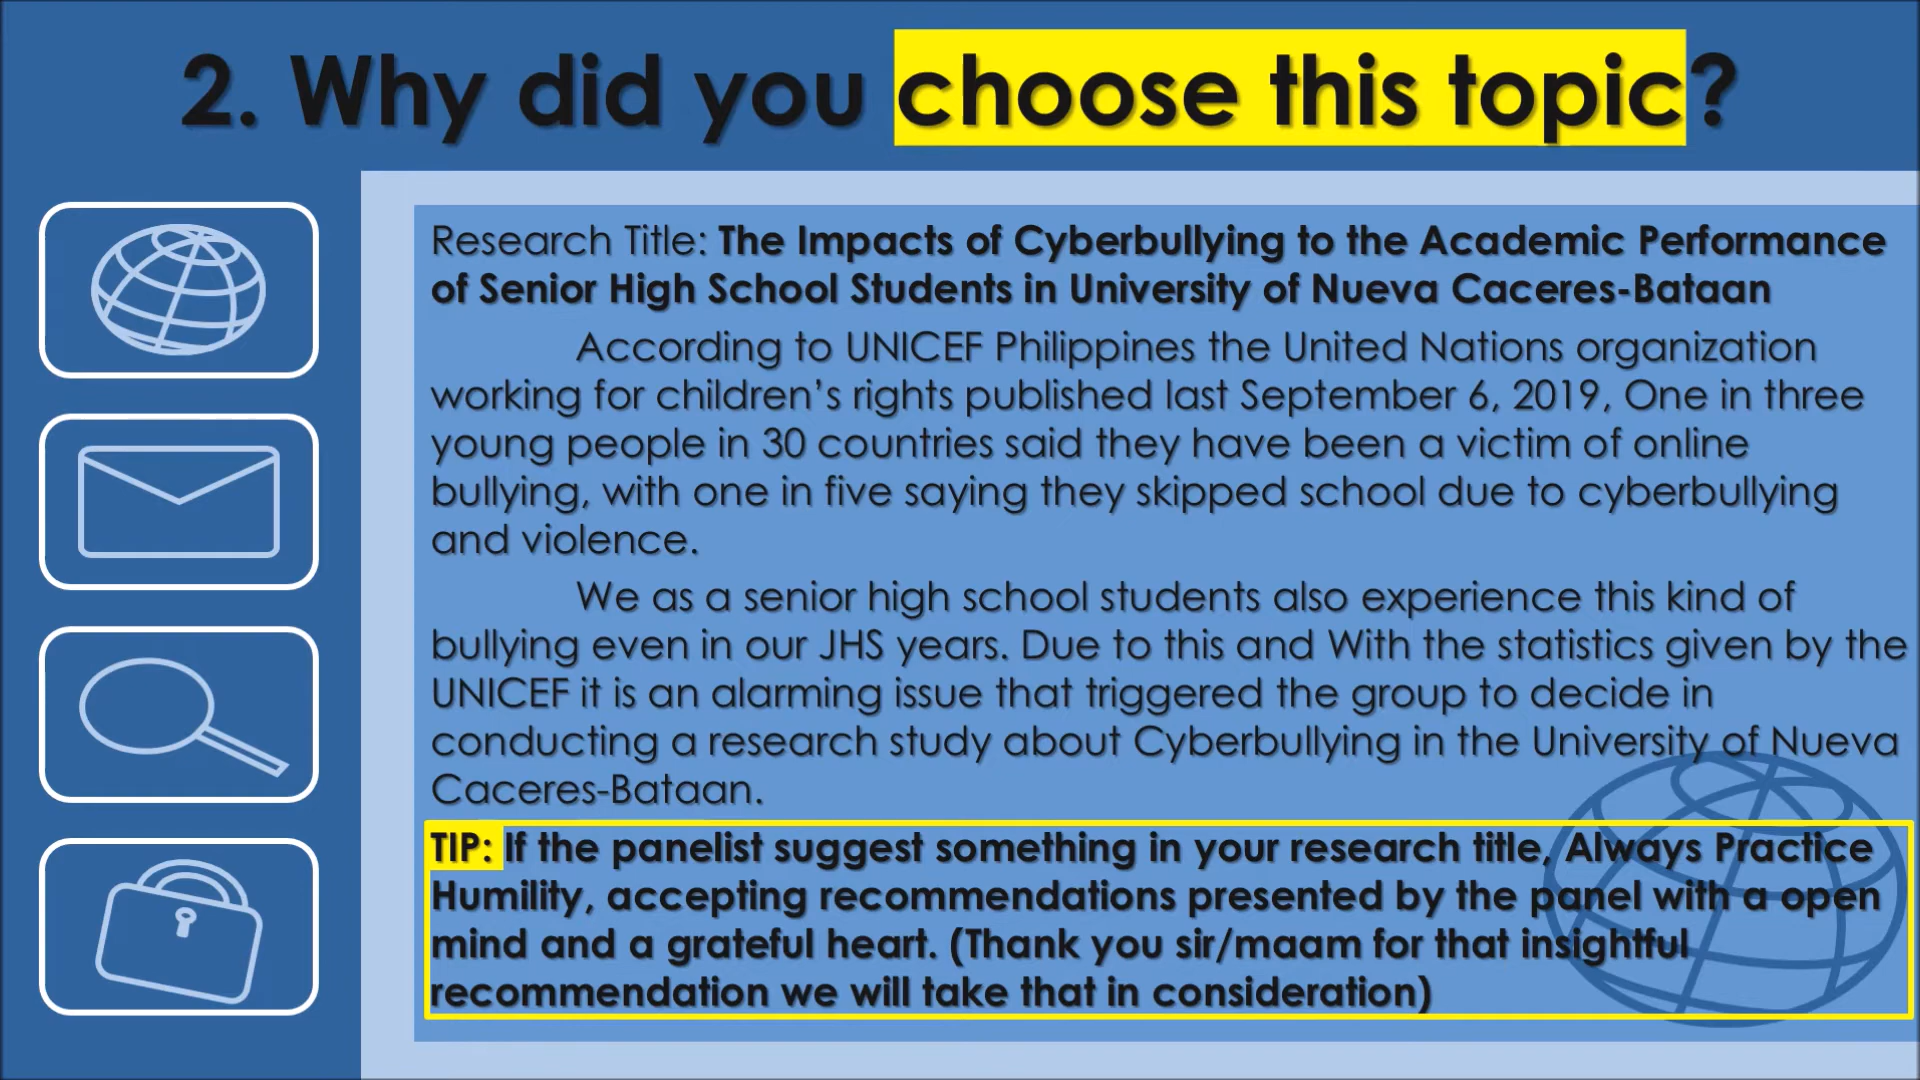 2. Why did you choose this topic?
Research Title: The Impacts of Cyberbullying to the Academic Performance
of Senior High School Students in University of Nueva Caceres-Bataan
According to UNICEF Philippines the United Nations organization
working for children’s rights published last September 6, 2019, One in three
young people in 30 countries said they have been a victim of online
bullying, with one in five saying they skipped school due to cyberbullying
and violence.
We as a senior high school students also experience this kind of
bullying even in our JHS years. Due to this and With the statistics given by the
UNICEF it is an alarming issue that triggered the group to decide in
conducting a research study about Cyberbullying in the University of Nueva
Caceres-Bataan.
TIP: If the panelist suggest something in your research title, Always Practice
Humility, accepting recommendations presented by the panel with a open
mind and a grateful heart. (Thank you sir/maam for that insightful
recommendation we will take that in consideration)